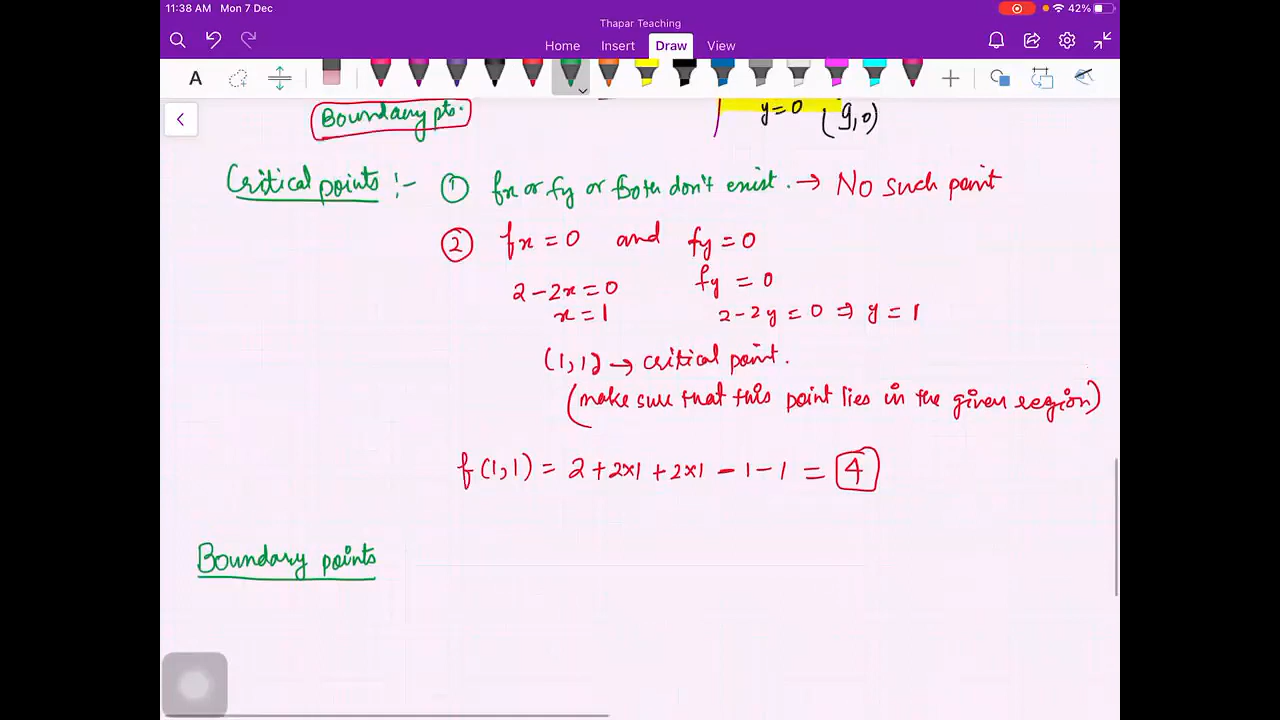 11:38 AM Mon 7 Dec
42%
Thapar Teaching
Home Insert Draw View
A
Boundary pts.
y=0 (9,0)
Critical points :- ① fx or fy or both don't exist. → No such point
② fx = 0 and fy = 0
2-2x=0 fy = 0
x=1 2-2y = 0 ⇒ y = 1
(1,1) → critical point.
(make sure that this point lies in the given region)
f(1,1) = 2 + 2×1 + 2×1 - 1 - 1 = 4
Boundary points